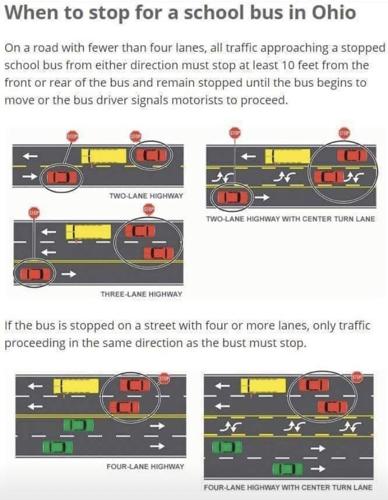 When to stop for a school bus in Ohio
On a road with fewer than four lanes, all traffic approaching a stopped
school bus from either direction must stop at least 10 feet from the
front or rear of the bus and remain stopped until the bus begins to
move or the bus driver signals motorists to proceed.
STOP STOP
STOP STOP
TWO-LANE HIGHWAY
TWO-LANE HIGHWAY WITH CENTER TURN LANE
STOP STOP
THREE-LANE HIGHWAY
If the bus is stopped on a street with four or more lanes, only traffic
proceeding in the same direction as the bust must stop.
STOP
STOP
FOUR-LANE HIGHWAY
FOUR-LANE HIGHWAY WITH CENTER TURN LANE